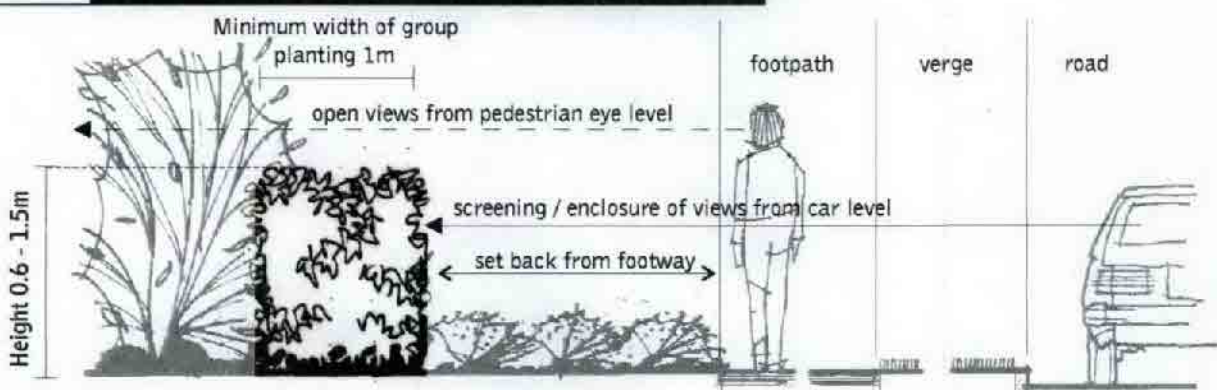 Minimum width of group
planting 1m
footpath
verge
road
open views from pedestrian eye level
screening / enclosure of views from car level
set back from footway
Height 0.6 - 1.5m